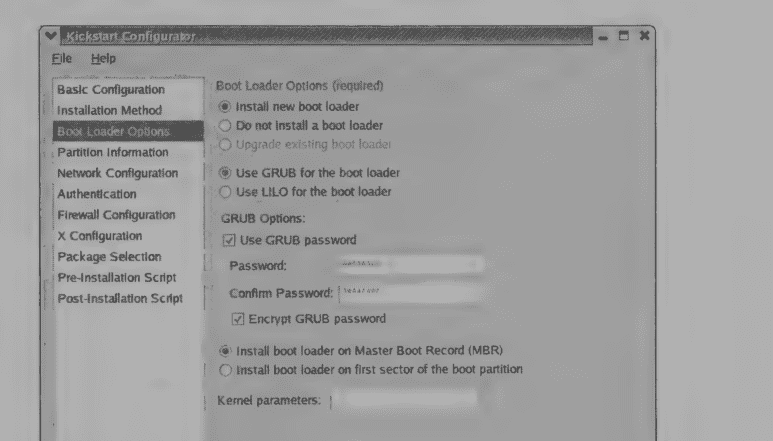 Kickstart Configurator
File Help
Basic Configuration
Installation Method
Boot Loader Options
Partition Information
Network Configuration
Authentication
Firewall Configuration
X Configuration
Package Selection
Pre-Installation Script
Post-Installation Script
Boot Loader Options (required)
Install new boot loader
Do not install a boot loader
Upgrade existing boot loader
Use GRUB for the boot loader
Use LILO for the boot loader
GRUB Options:
Use GRUB password
Password:
Confirm Password:
Encrypt GRUB password
Install boot loader on Master Boot Record (MBR)
Install boot loader on first sector of the boot partition
Kernel parameters: